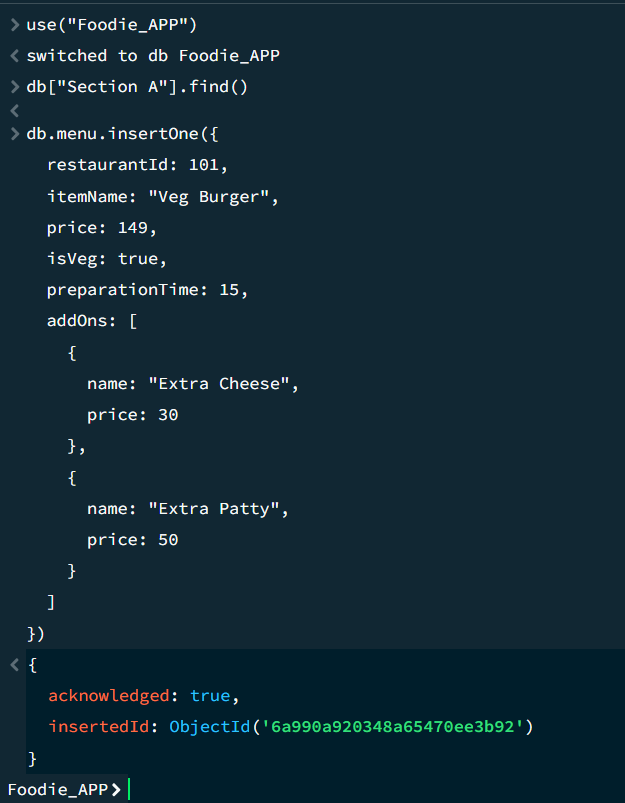 > use("Foodie_APP")
< switched to db Foodie_APP
> db["Section A"].find()
<
> db.menu.insertOne({
    restaurantId: 101,
    itemName: "Veg Burger",
    price: 149,
    isVeg: true,
    preparationTime: 15,
    addOns: [
      {
        name: "Extra Cheese",
        price: 30
      },
      {
        name: "Extra Patty",
        price: 50
      }
    ]
  })
< {
    acknowledged: true,
    insertedId: ObjectId('6a990a920348a65470ee3b92')
  }
Foodie_APP>